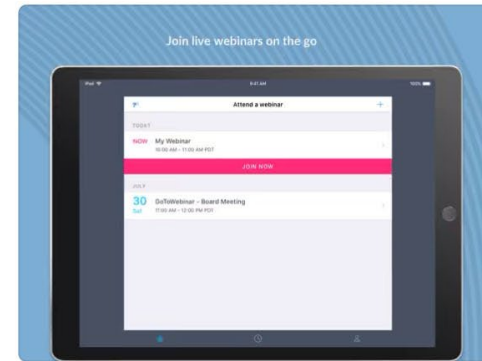 Join live webinars on the go
iPad
9:41 AM
100%
Attend a webinar
TODAY
NOW
My Webinar
10:00 AM - 11:00 AM PDT
JOIN NOW
JULY
30
Sat
GoToWebinar - Board Meeting
11:00 AM - 12:00 PM PDT